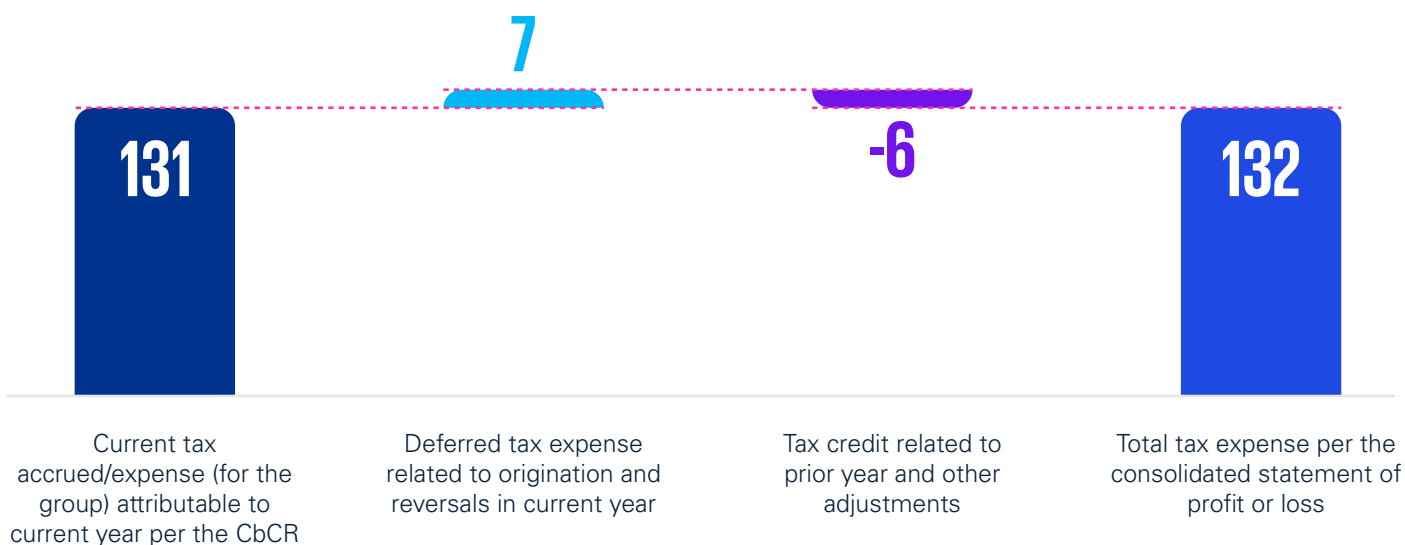 7
131
-6
132
Current tax
accrued/expense (for the
group) attributable to
current year per the CbCR
Deferred tax expense
related to origination and
reversals in current year
Tax credit related to
prior year and other
adjustments
Total tax expense per the
consolidated statement of
profit or loss